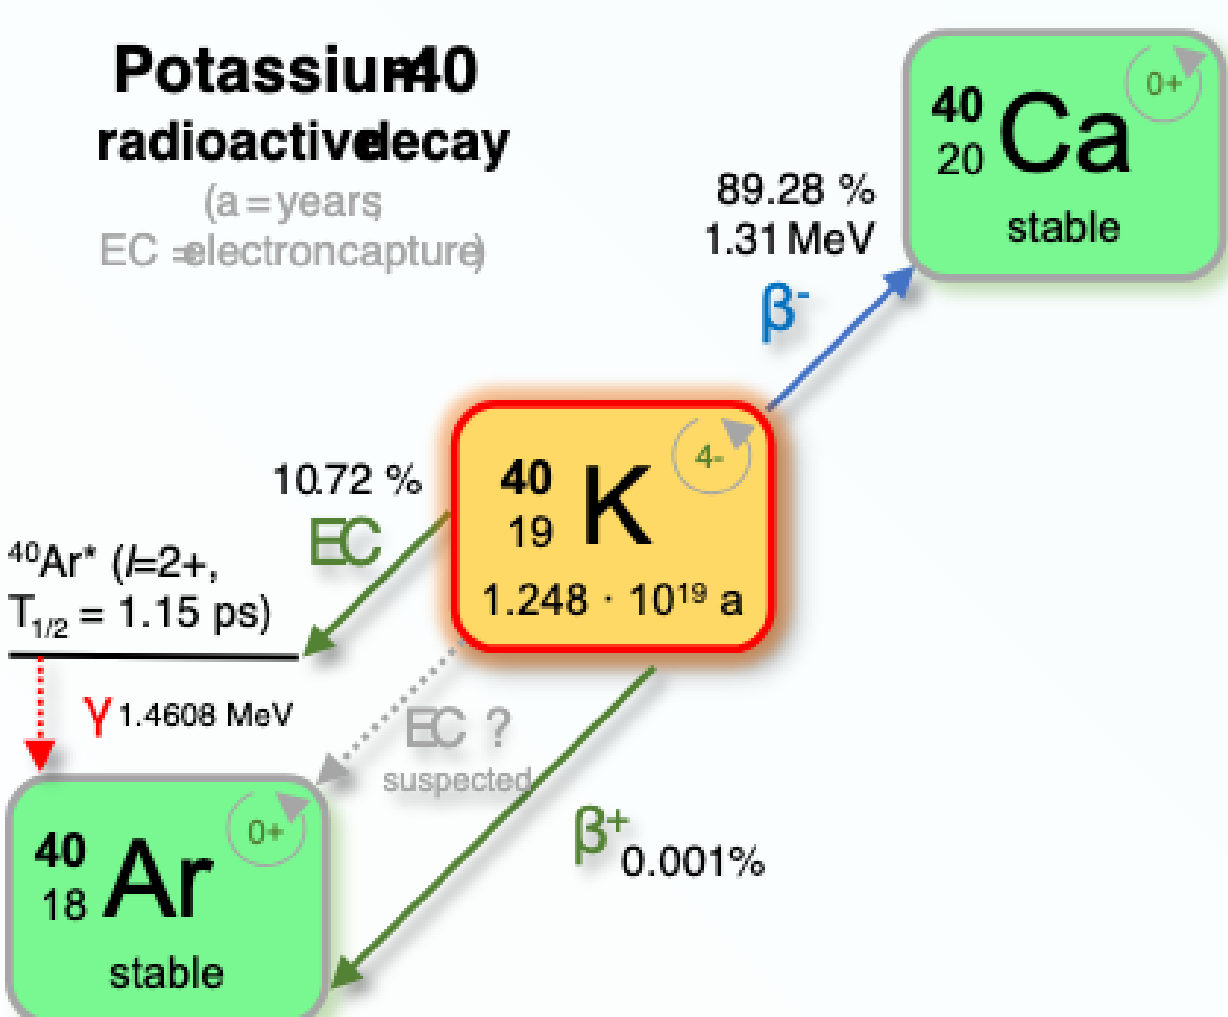 Potassium-40
radioactive decay
(a = years,
EC = electron capture)
40
20
Ca
0+
stable
89.28 %
1.31 MeV
β-
40
19
K
4-
1.248 · 10¹⁹ a
10.72 %
EC
⁴⁰Ar* (I=2+,
T₁/₂ = 1.15 ps)
γ 1.4608 MeV
EC ?
suspected
β+
0.001%
40
18
Ar
0+
stable